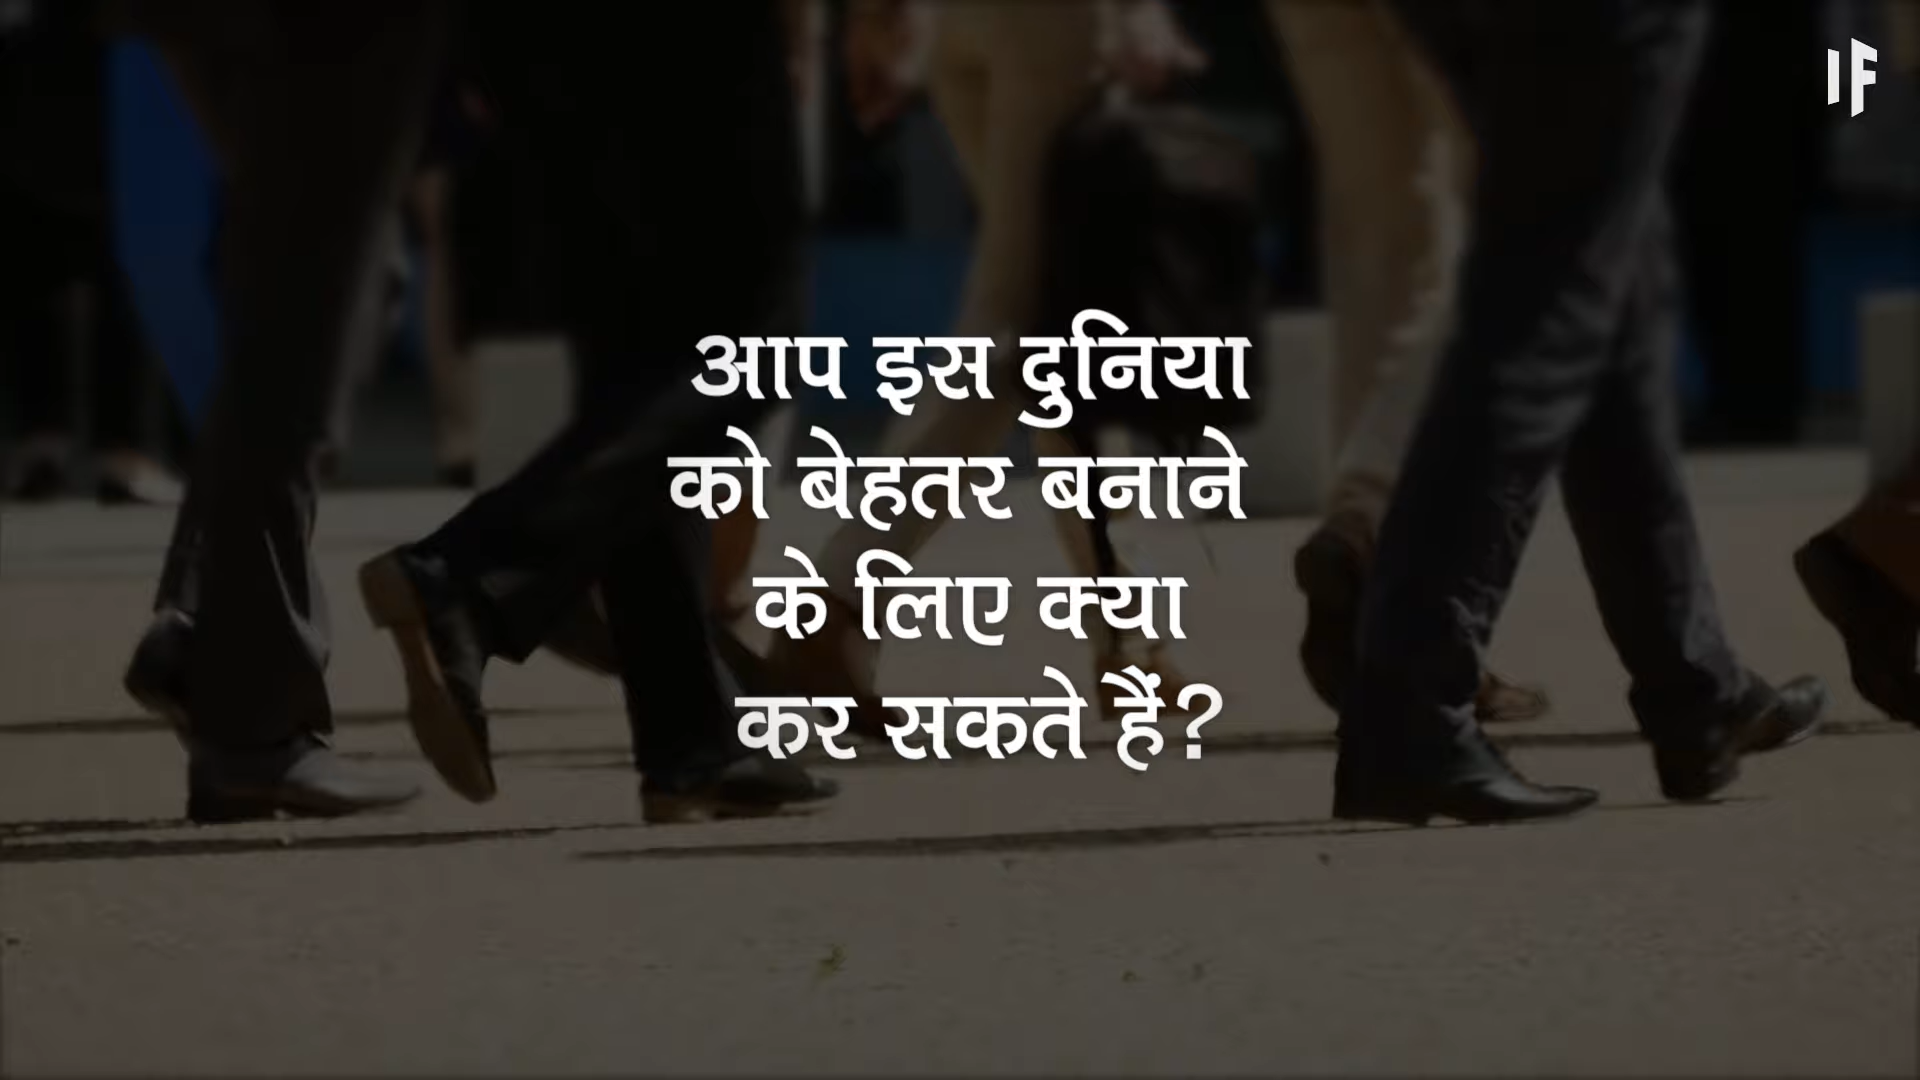 IF
आप इस दुनिया
को बेहतर बनाने
के लिए क्या
कर सकते हैं?